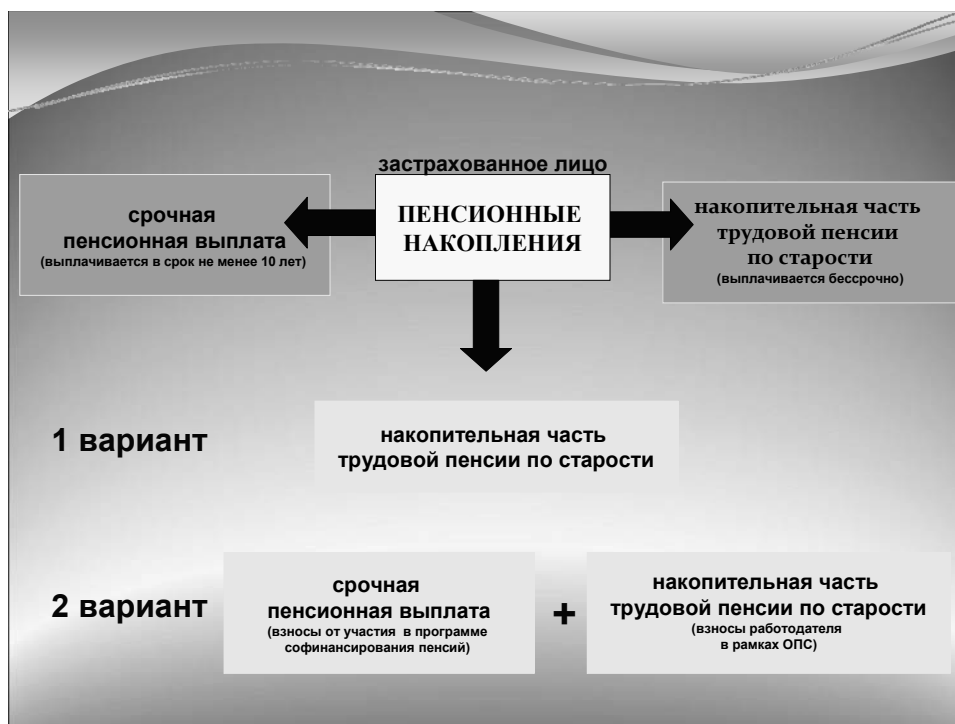 застрахованное лицо
срочная
пенсионная выплата
(выплачивается в срок не менее 10 лет)
ПЕНСИОННЫЕ
НАКОПЛЕНИЯ
накопительная часть
трудовой пенсии
по старости
(выплачивается бессрочно)
1 вариант
накопительная часть
трудовой пенсии по старости
2 вариант
срочная
пенсионная выплата
(взносы от участия в программе
софинансирования пенсий)
+
накопительная часть
трудовой пенсии по старости
(взносы работодателя
в рамках ОПС)